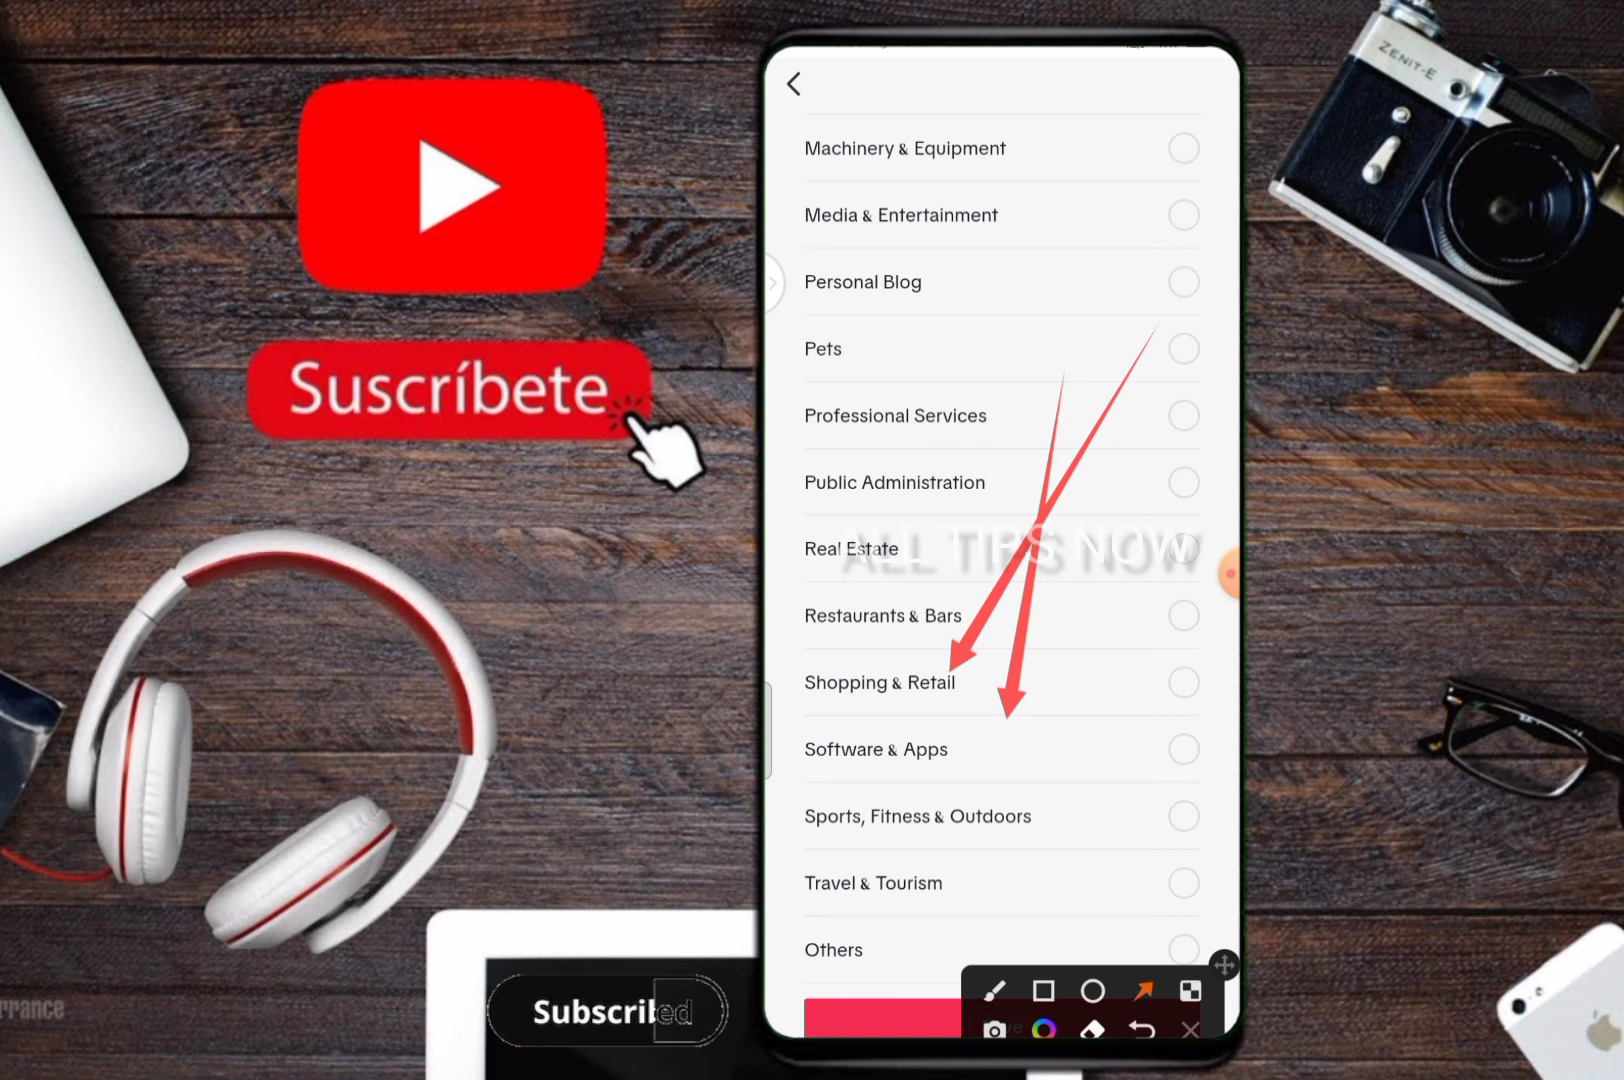 ZENIT-E
Machinery & Equipment
Media & Entertainment
Personal Blog
Pets
Suscríbete
Professional Services
Public Administration
ALL TIPS NOW
Real Estate
Restaurants & Bars
Shopping & Retail
Software & Apps
Sports, Fitness & Outdoors
Travel & Tourism
Others
Subscribed